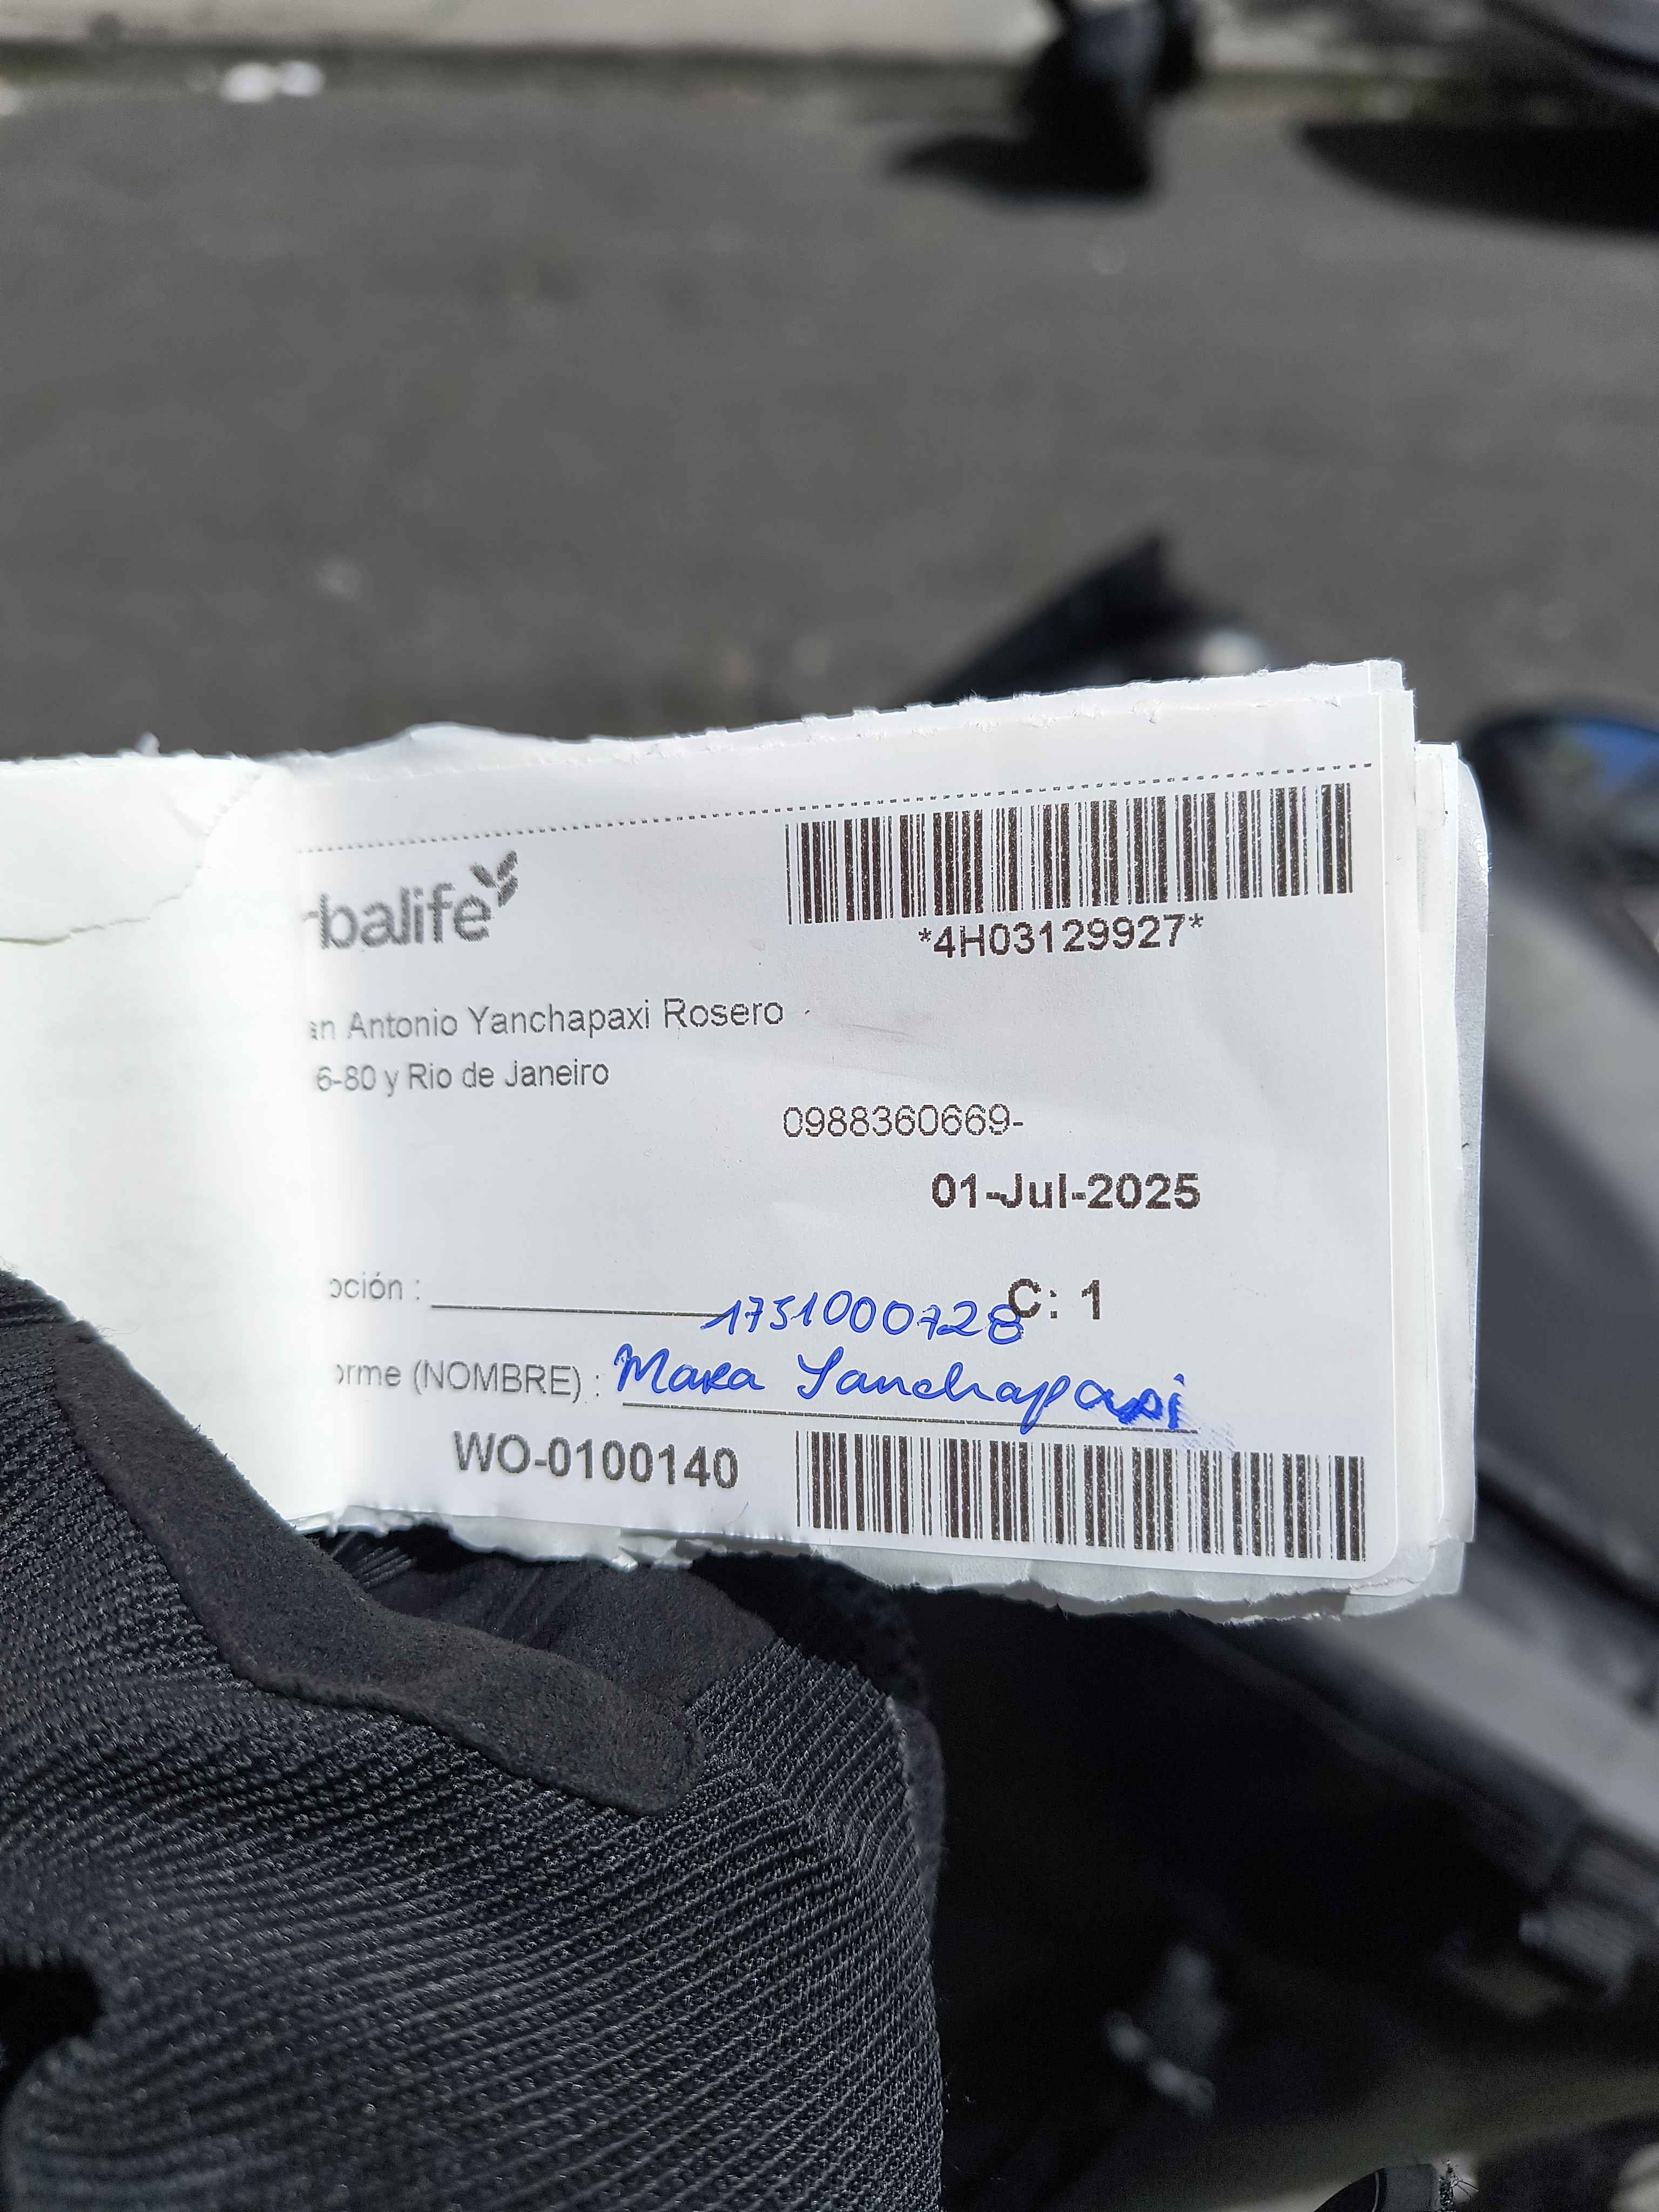 rbalife
*4H03129927*
an Antonio Yanchapaxi Rosero
6-80 y Rio de Janeiro
0988360669-
01-Jul-2025
pción :
C: 1
1751000728
orme (NOMBRE) : Mara Yanchapaxi
WO-0100140